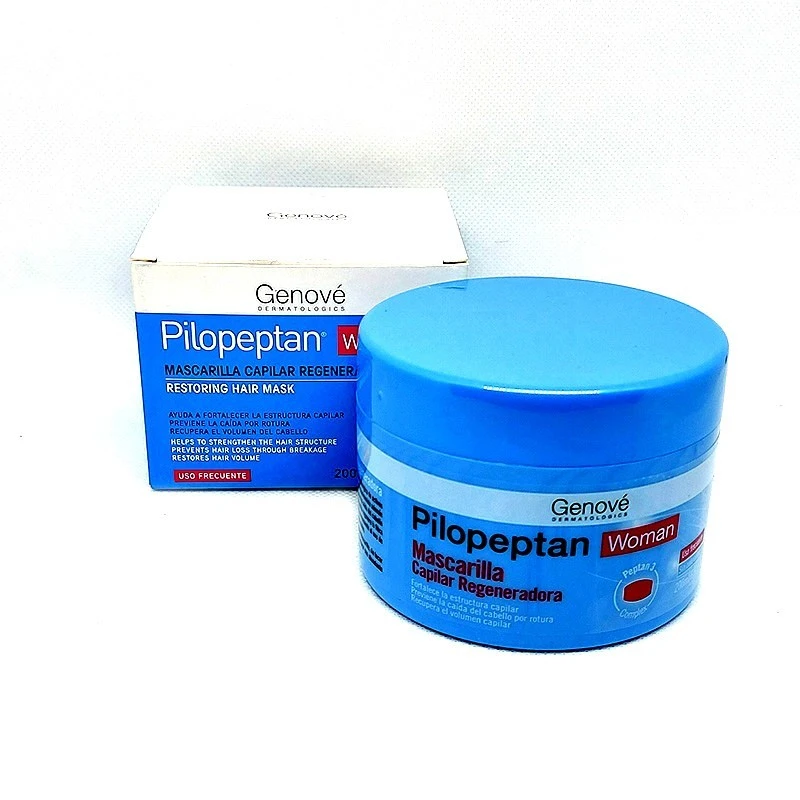 Genové
Genové
DERMATOLOGICS
Pilopeptan® W
MASCARILLA CAPILAR REGENERA
RESTORING HAIR MASK
AYUDA A FORTALECER LA ESTRUCTURA CAPILAR
PREVIENE LA CAÍDA POR ROTURA
RECUPERA EL VOLUMEN DEL CABELLO
HELPS TO STRENGTHEN THE HAIR STRUCTURE
PREVENTS HAIR LOSS THROUGH BREAKAGE
RESTORES HAIR VOLUME
USO FRECUENTE
200
Genové
DERMATOLOGICS
Pilopeptan Woman
Mascarilla
Capilar Regeneradora
Fortalece la estructura capilar
Previene la caída del cabello por rotura
Recupera el volumen capilar
Uso frecuente
Peptan 3
Complex